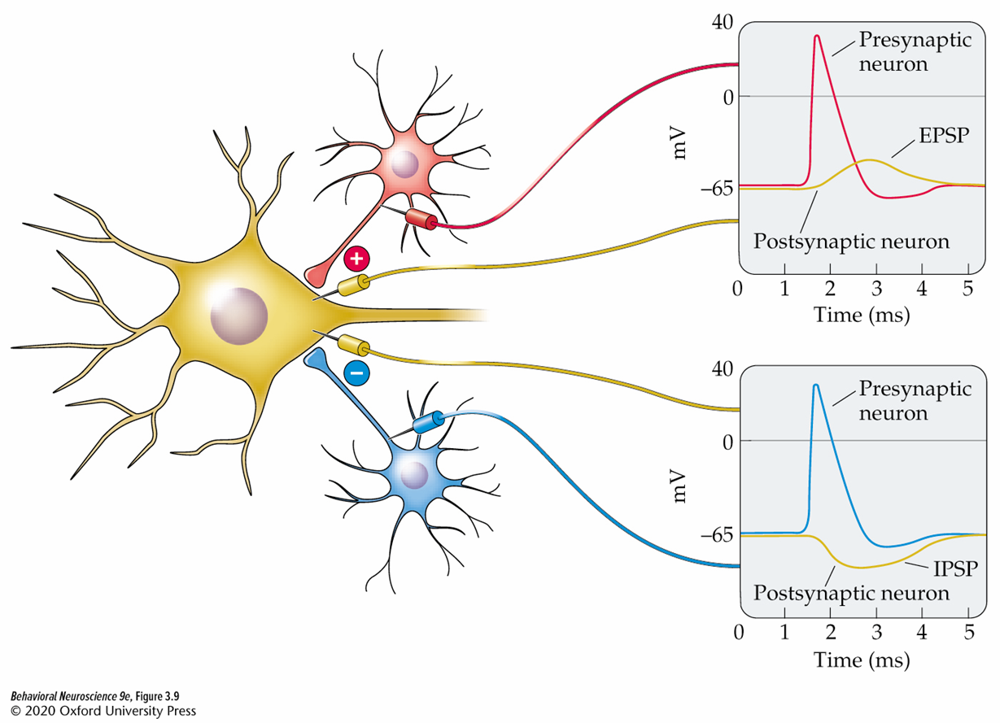 40
Presynaptic
neuron
0
EPSP
mV
–65
Postsynaptic neuron
0 1 2 3 4 5
Time (ms)
+
–
40
Presynaptic
neuron
0
mV
–65
IPSP
Postsynaptic neuron
0 1 2 3 4 5
Time (ms)
Behavioral Neuroscience 9e, Figure 3.9
© 2020 Oxford University Press